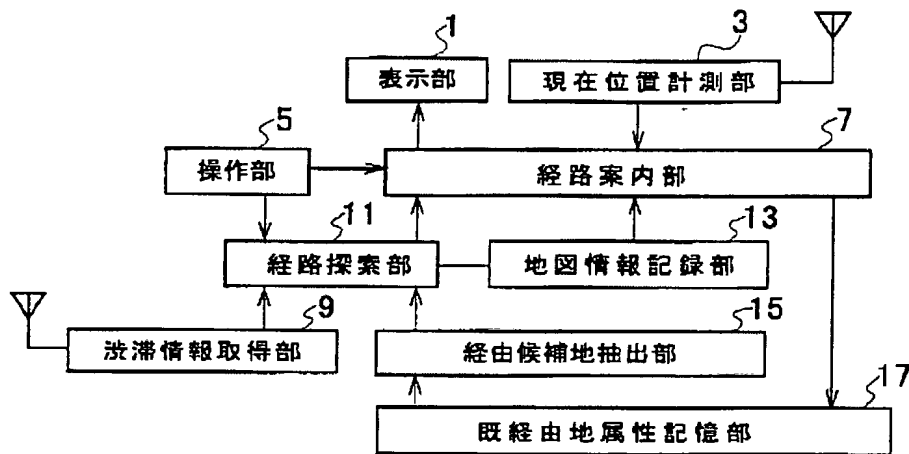 1
表示部
3
現在位置計測部
5
操作部
7
経路案内部
11
経路探索部
13
地図情報記録部
9
渋滞情報取得部
15
経由候補地抽出部
17
既経由地属性記憶部